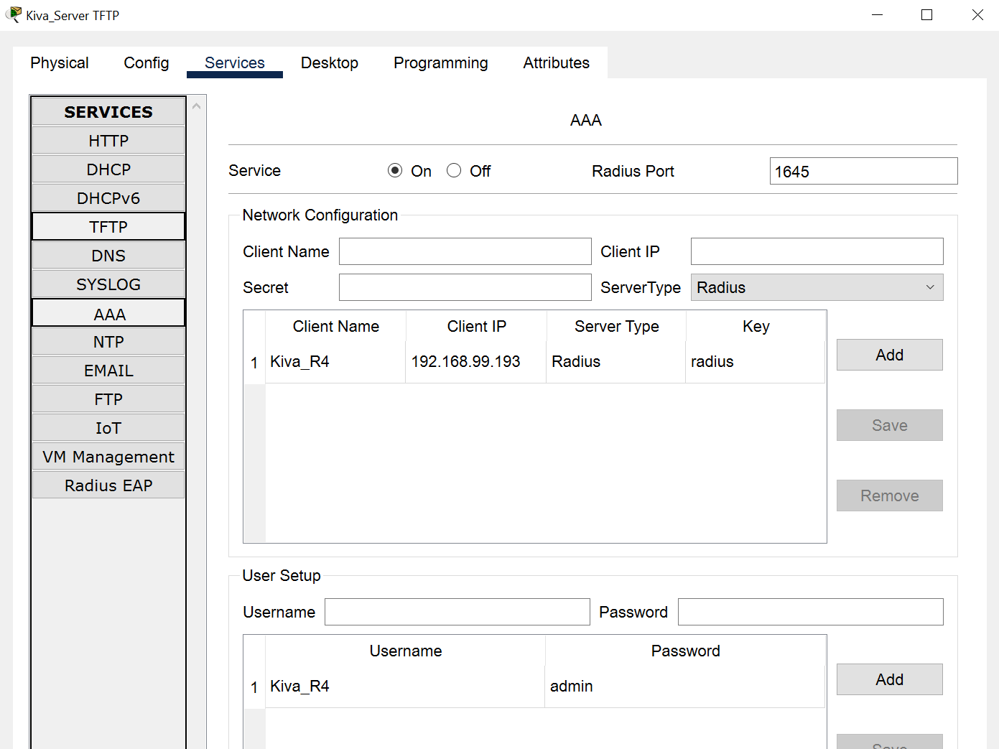 Kiva_Server TFTP
Physical Config Services Desktop Programming Attributes
SERVICES
HTTP
DHCP
DHCPv6
TFTP
DNS
SYSLOG
AAA
NTP
EMAIL
FTP
IoT
VM Management
Radius EAP
AAA
Service On Off Radius Port 1645
Network Configuration
Client Name Client IP
Secret ServerType Radius
Client Name Client IP Server Type Key
1 Kiva_R4 192.168.99.193 Radius radius
Add
Save
Remove
User Setup
Username Password
Username Password
1 Kiva_R4 admin
Add
Save